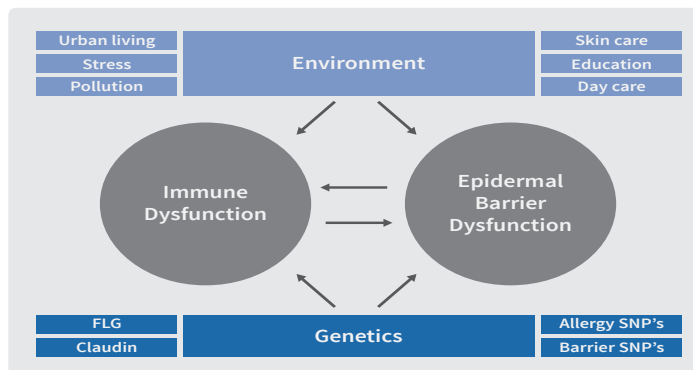 Urban living
Stress
Pollution
Environment
Skin care
Education
Day care
Immune
Dysfunction
Epidermal
Barrier
Dysfunction
FLG
Claudin
Genetics
Allergy SNP's
Barrier SNP's